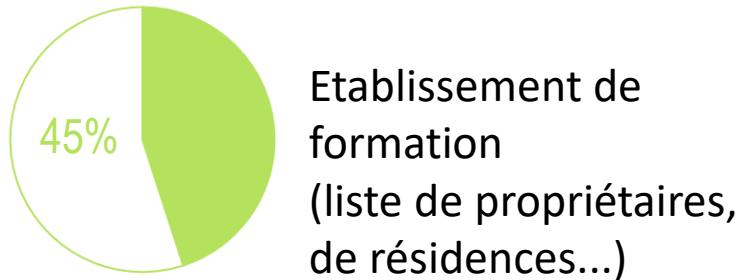 45%
Etablissement de
formation
(liste de propriétaires,
de résidences...)